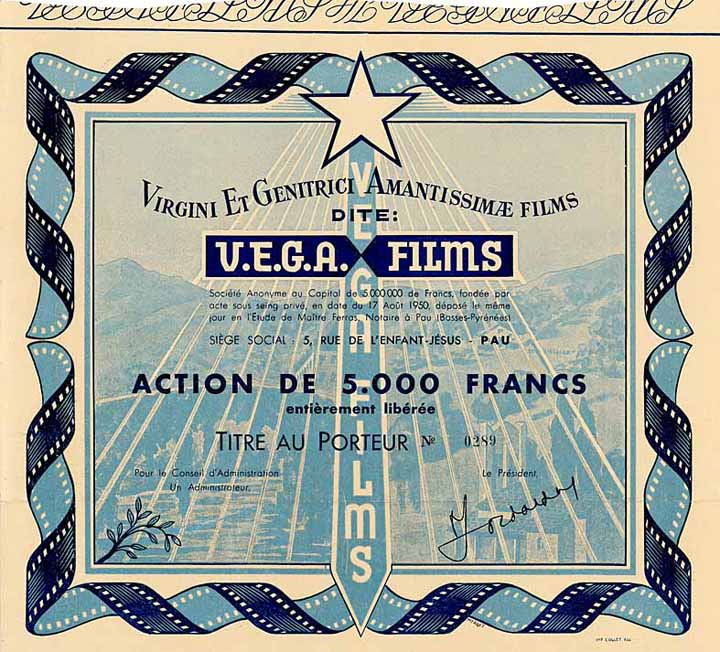 VIRGINI ET GENITRICI AMANTISSIMÆ FILMS
DITE:
V.E.G.A. FILMS
Société Anonyme au Capital de 5 000 000 de Francs, fondée par
acte sous seing privé, en date du 17 Août 1950, déposé le même
jour en l'Etude de Maître Ferras, Notaire à Pau (Basses-Pyrénées)
SIÈGE SOCIAL : 5, RUE DE L'ENFANT-JÉSUS - PAU
ACTION DE 5.000 FRANCS
entièrement libérée
TITRE AU PORTEUR No 0289
Pour le Conseil d'Administration
Un Administrateur,
Le Président,
VEGA FILMS